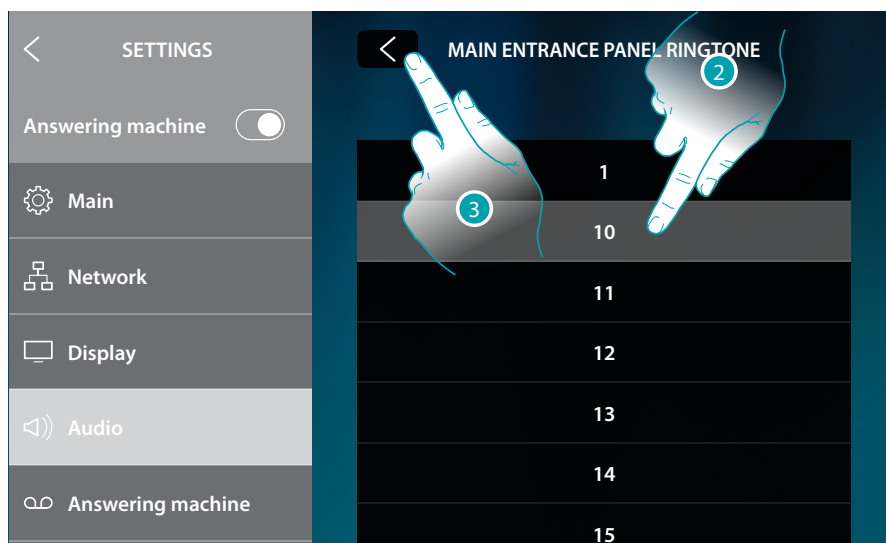 SETTINGS
Answering machine
Main
Network
Display
Audio
Answering machine
MAIN ENTRANCE PANEL RINGTONE
2
3
1
10
11
12
13
14
15